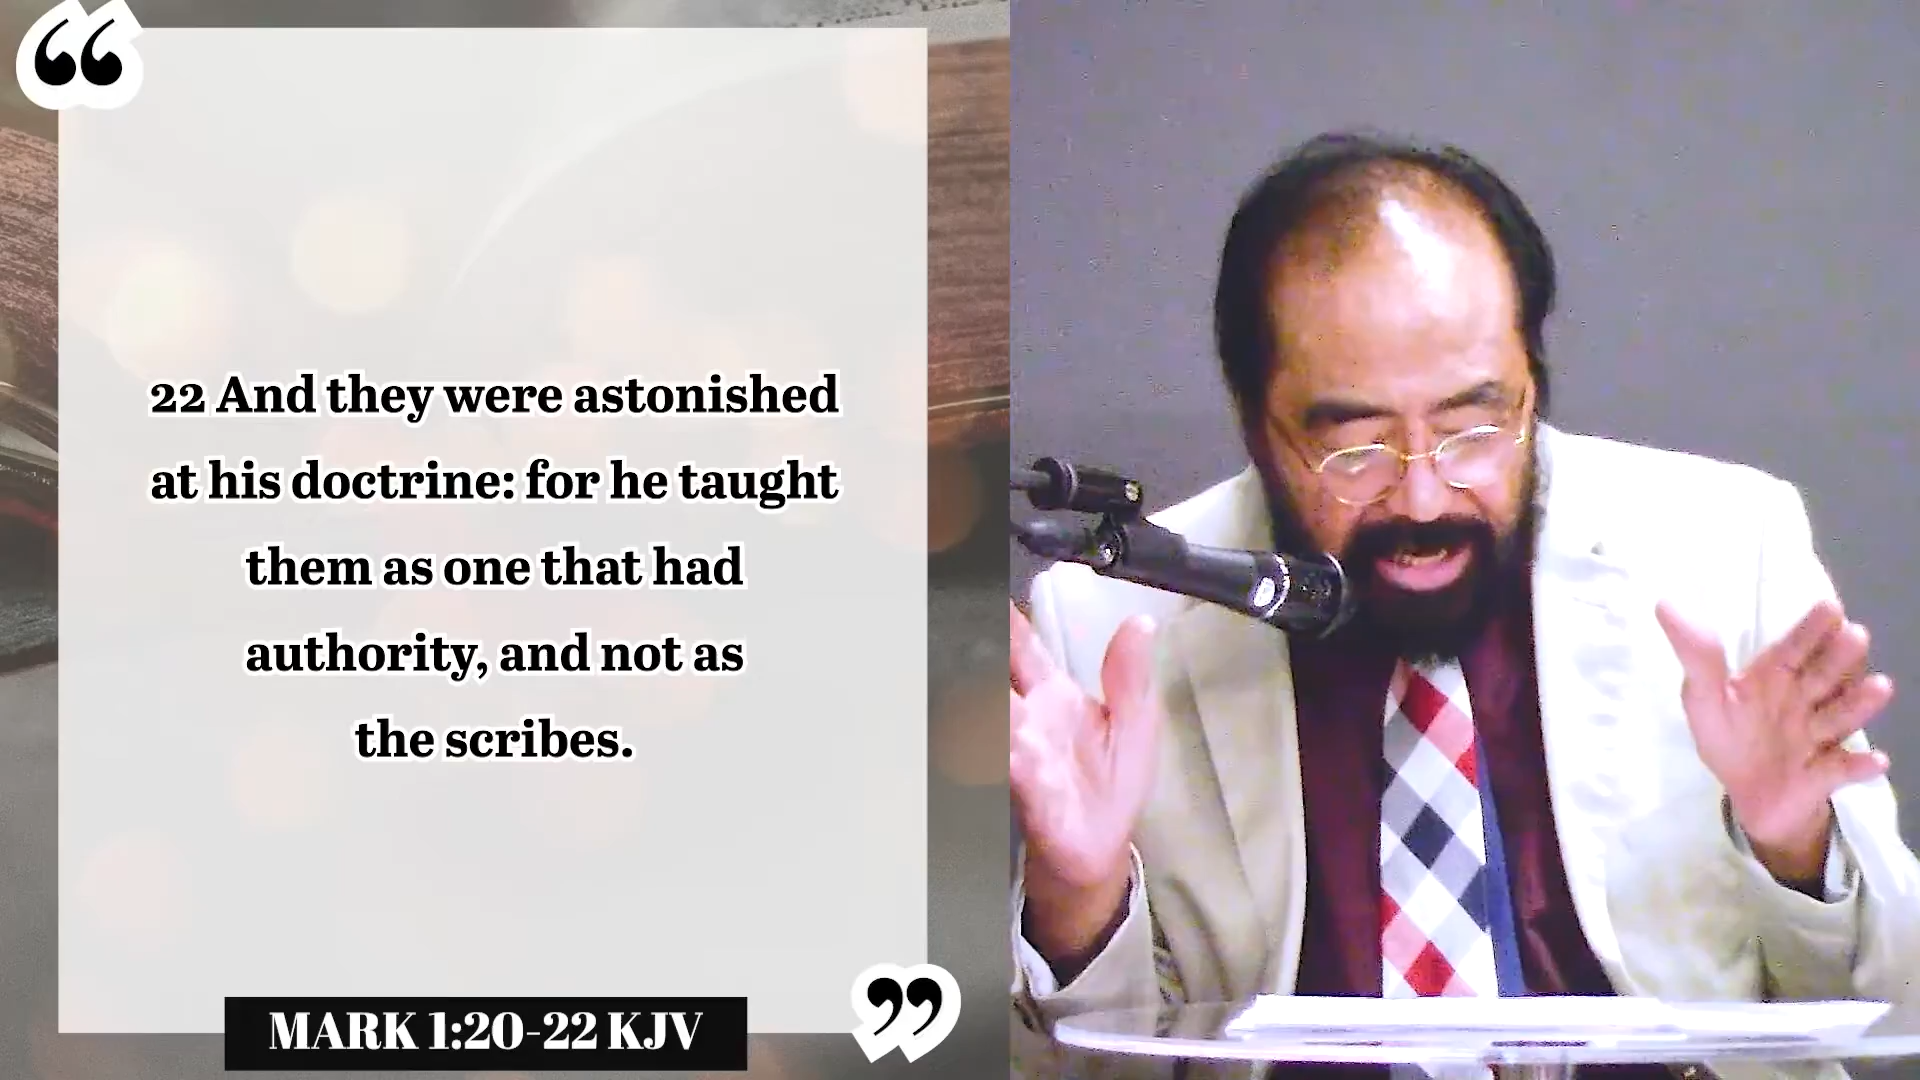 22 And they were astonished
at his doctrine: for he taught
them as one that had
authority, and not as
the scribes.
MARK 1:20-22 KJV